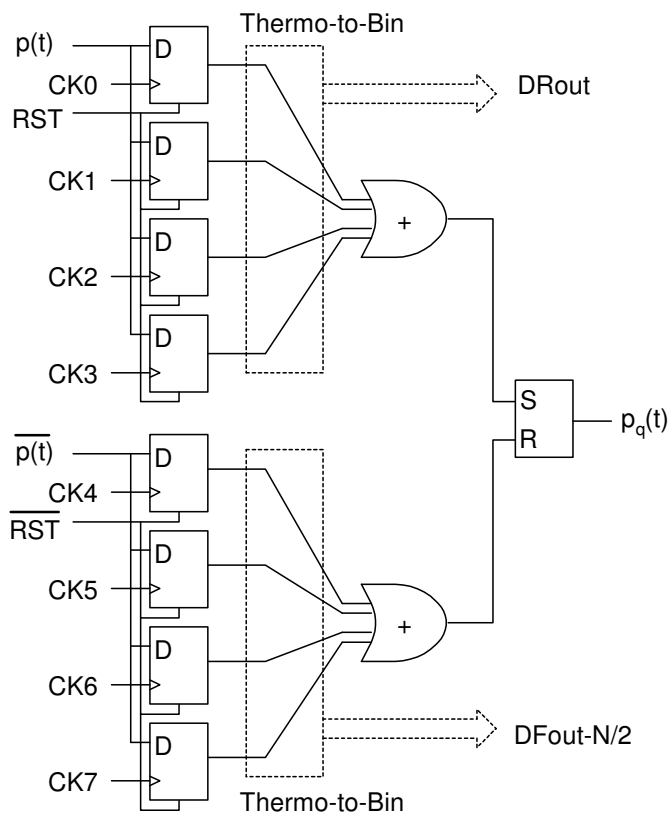 Thermo-to-Bin
p(t)
D
CK0
DRout
RST
D
CK1
D
+
CK2
D
CK3
S
p_q(t)
R
p̅(̅t̅)̅
D
CK4
R̅S̅T̅
D
CK5
D
+
CK6
D
DFout-N/2
CK7
Thermo-to-Bin